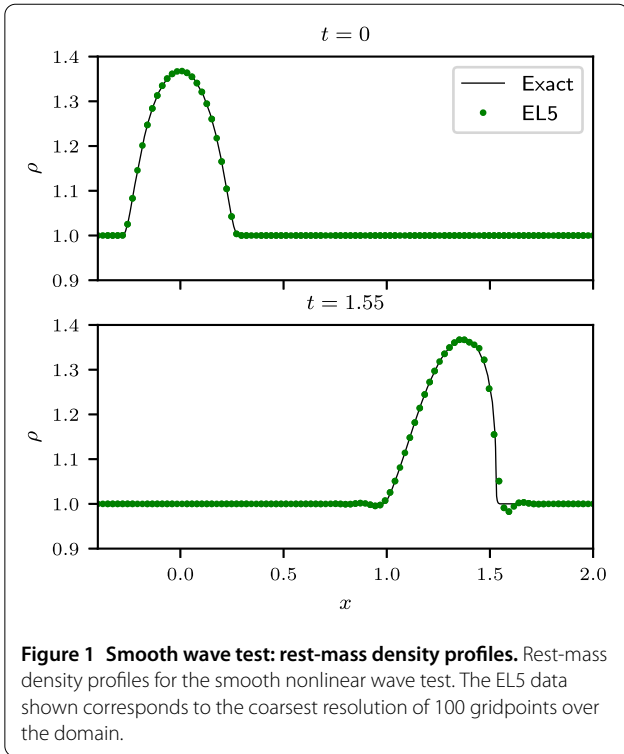 t = 0
1.4
1.3
1.2
1.1
1.0
0.9
ρ
Exact
EL5
t = 1.55
1.4
1.3
1.2
1.1
1.0
0.9
ρ
0.0 0.5 1.0 1.5 2.0
x
Figure 1 Smooth wave test: rest-mass density profiles. Rest-mass
density profiles for the smooth nonlinear wave test. The EL5 data
shown corresponds to the coarsest resolution of 100 gridpoints over
the domain.